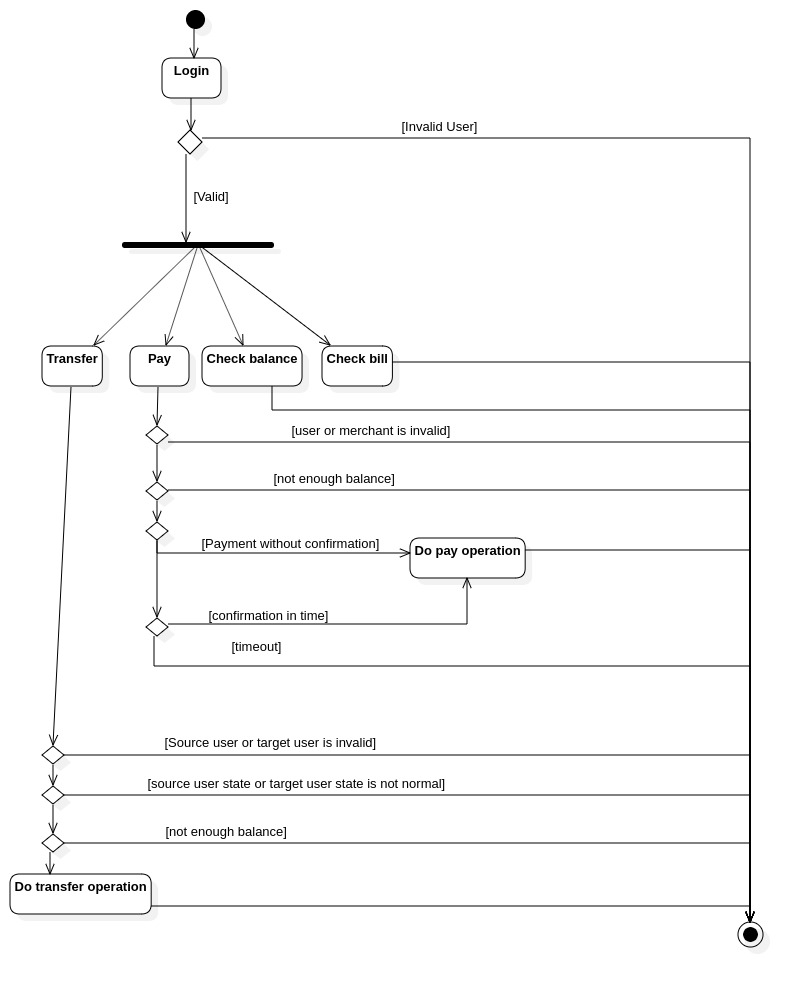 Login
[Invalid User]
[Valid]
Transfer
Pay
Check balance
Check bill
[user or merchant is invalid]
[not enough balance]
[Payment without confirmation]
Do pay operation
[confirmation in time]
[timeout]
[Source user or target user is invalid]
[source user state or target user state is not normal]
[not enough balance]
Do transfer operation